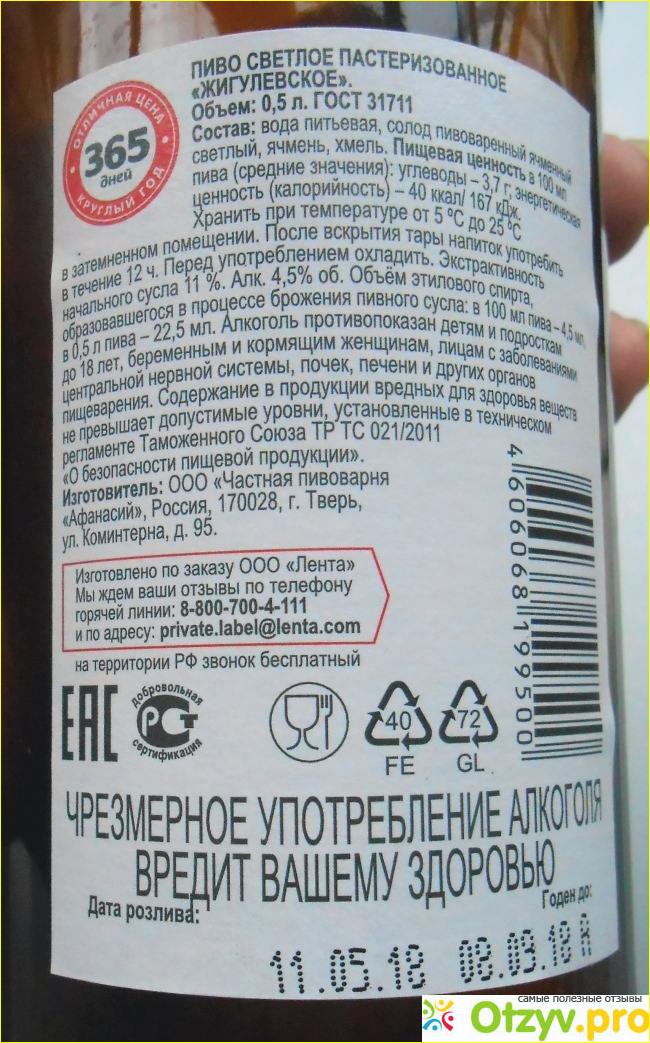 ПИВО СВЕТЛОЕ ПАСТЕРИЗОВАННОЕ
«ЖИГУЛЕВСКОЕ».
Объем: 0,5 л. ГОСТ 31711
Состав: вода питьевая, солод пивоваренный ячменный
светлый, ячмень, хмель. Пищевая ценность в 100 мл
пива (средние значения): углеводы – 3,7 г; энергетическая
ценность (калорийность) – 40 ккал/ 167 кДж.
Хранить при температуре от 5 °С до 25 °С
в затемненном помещении. После вскрытия тары напиток употребить
в течение 12 ч. Перед употреблением охладить. Экстрактивность
начального сусла 11 %. Алк. 4,5% об. Объём этилового спирта,
образовавшегося в процессе брожения пивного сусла: в 100 мл пива – 4,5 мл,
в 0,5 л пива – 22,5 мл. Алкоголь противопоказан детям и подросткам
до 18 лет, беременным и кормящим женщинам, лицам с заболеваниями
центральной нервной системы, почек, печени и других органов
пищеварения. Содержание в продукции вредных для здоровья веществ
не превышает допустимые уровни, установленные в техническом
регламенте Таможенного Союза ТР ТС 021/2011
«О безопасности пищевой продукции».
Изготовитель: ООО «Частная пивоварня
«Афанасий», Россия, 170028, г. Тверь,
ул. Коминтерна, д. 95.
ОТЛИЧНАЯ ЦЕНА
365
дней
КРУГЛЫЙ ГОД
Изготовлено по заказу ООО «Лента»
Мы ждем ваши отзывы по телефону
горячей линии: 8-800-700-4-111
и по адресу: private.label@lenta.com
на территории РФ звонок бесплатный
4 606068 199500
ЕАС
добровольная
РСТ
сертификация
40
FE
72
GL
ЧРЕЗМЕРНОЕ УПОТРЕБЛЕНИЕ АЛКОГОЛЯ
ВРЕДИТ ВАШЕМУ ЗДОРОВЬЮ
Дата розлива:
Годен до:
11.05.18 08.09.18 R
самые полезные отзывы
Otzyv.pro